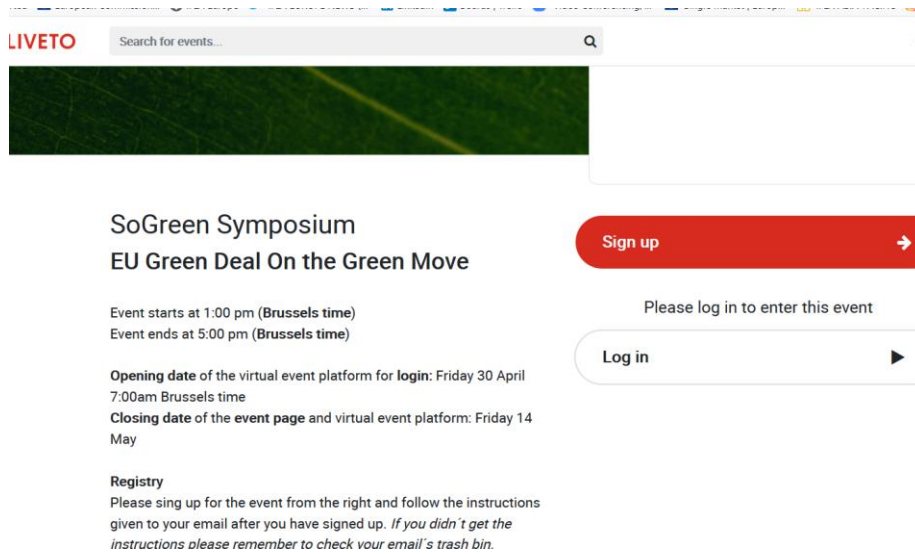 LIVETO
Search for events...
SoGreen Symposium
EU Green Deal On the Green Move
Event starts at 1:00 pm (Brussels time)
Event ends at 5:00 pm (Brussels time)
Opening date of the virtual event platform for login: Friday 30 April
7:00am Brussels time
Closing date of the event page and virtual event platform: Friday 14
May
Registry
Please sing up for the event from the right and follow the instructions
given to your email after you have signed up. If you didn´t get the
instructions please remember to check your email´s trash bin.
Sign up
Please log in to enter this event
Log in